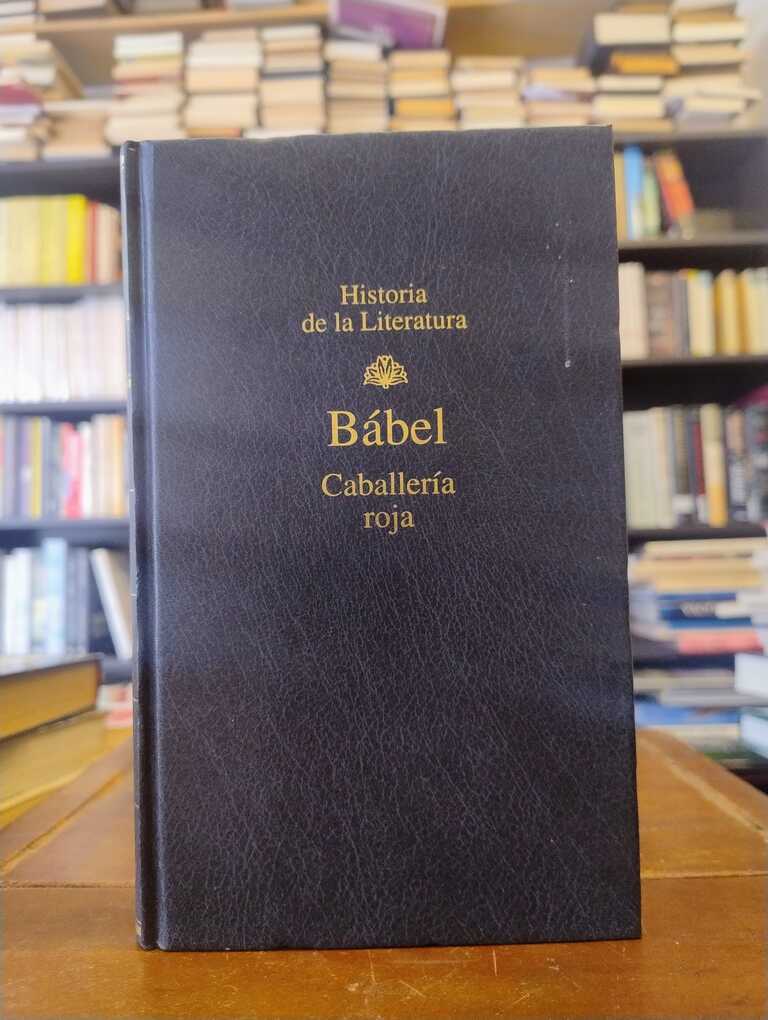 Historia
de la Literatura
Bábel
Caballería
roja